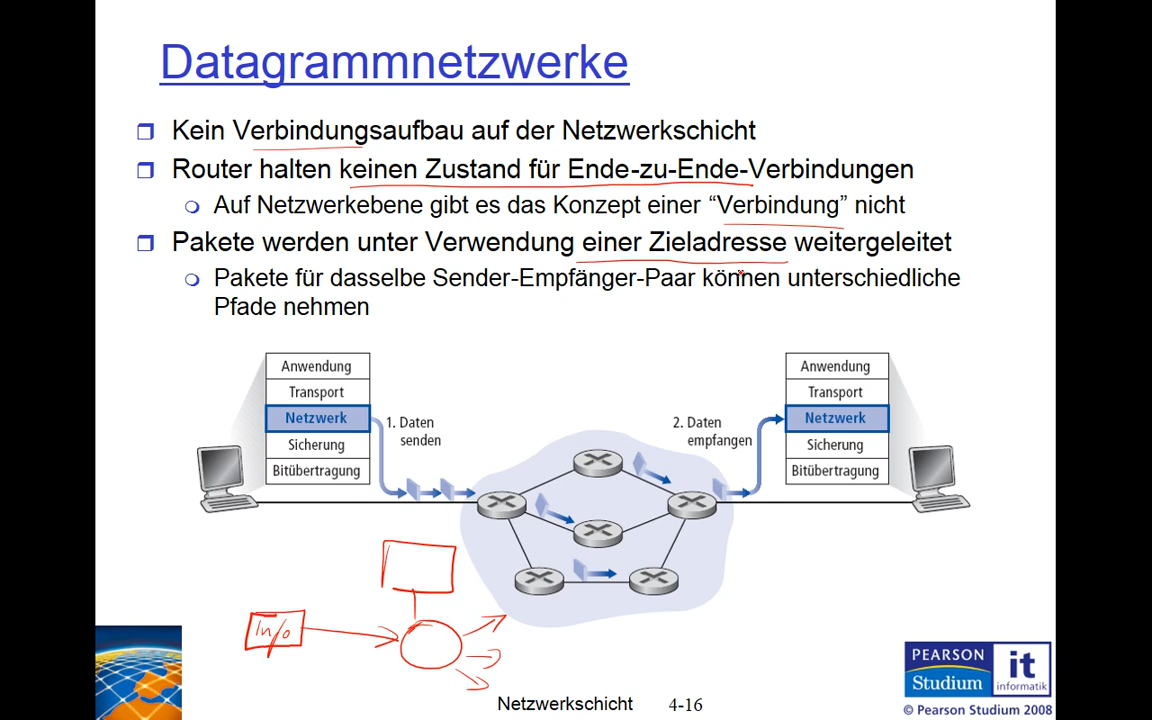 Datagrammnetzwerke
Kein Verbindungsaufbau auf der Netzwerkschicht
Router halten keinen Zustand für Ende-zu-Ende-Verbindungen
Auf Netzwerkebene gibt es das Konzept einer “Verbindung” nicht
Pakete werden unter Verwendung einer Zieladresse weitergeleitet
Pakete für dasselbe Sender-Empfänger-Paar können unterschiedliche
Pfade nehmen
Anwendung
Transport
Netzwerk
Sicherung
Bitübertragung
1. Daten
senden
2. Daten
empfangen
Anwendung
Transport
Netzwerk
Sicherung
Bitübertragung
Info
PEARSON
Studium
it
informatik
Netzwerkschicht 4-16
© Pearson Studium 2008